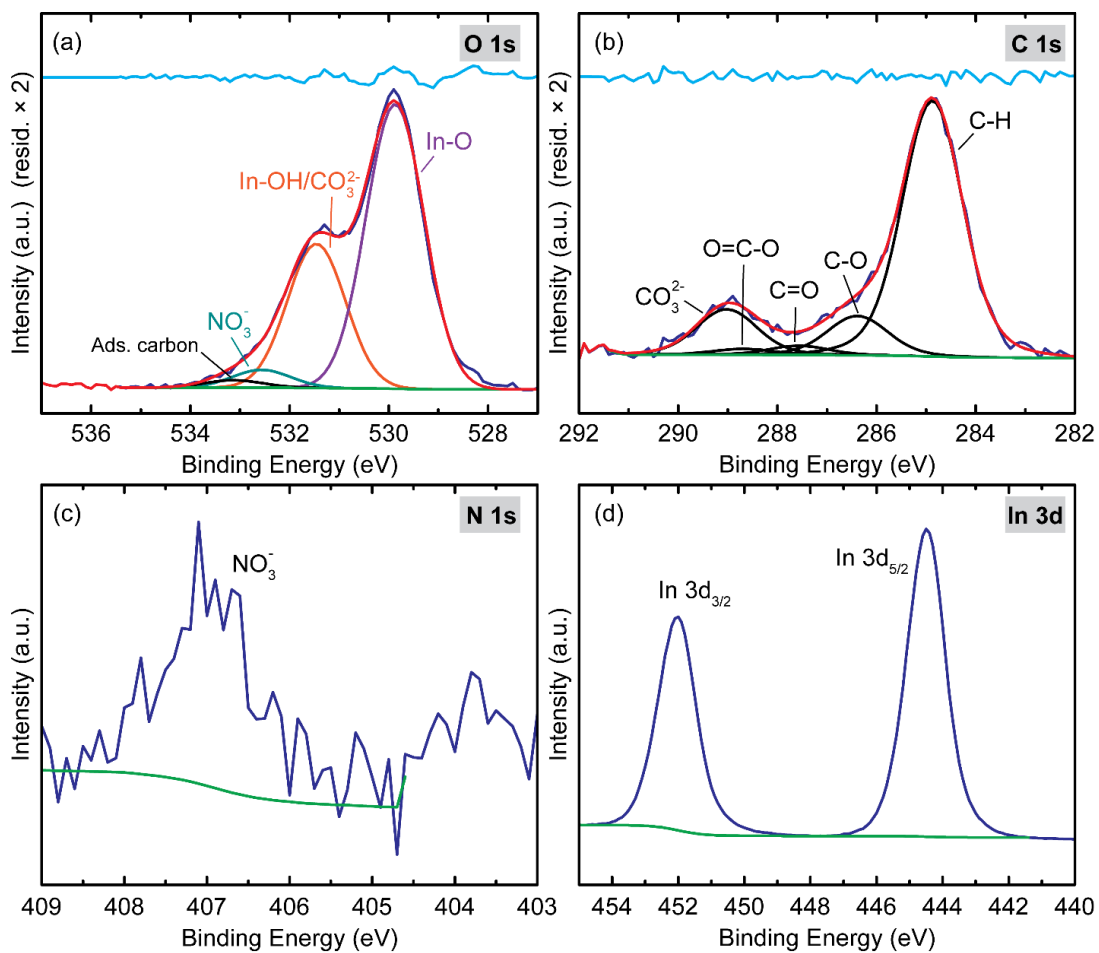 (a)
O 1s
Intensity (a.u.) (resid. × 2)
In-O
In-OH/CO₃²⁻
NO₃⁻
Ads. carbon
536 534 532 530 528
Binding Energy (eV)
(b)
C 1s
Intensity (a.u.) (resid. × 2)
C-H
O=C-O
C-O
C=O
CO₃²⁻
292 290 288 286 284 282
Binding Energy (eV)
(c)
N 1s
Intensity (a.u.)
NO₃⁻
409 408 407 406 405 404 403
Binding Energy (eV)
(d)
In 3d
Intensity (a.u.)
In 3d₅/₂
In 3d₃/₂
454 452 450 448 446 444 442 440
Binding Energy (eV)